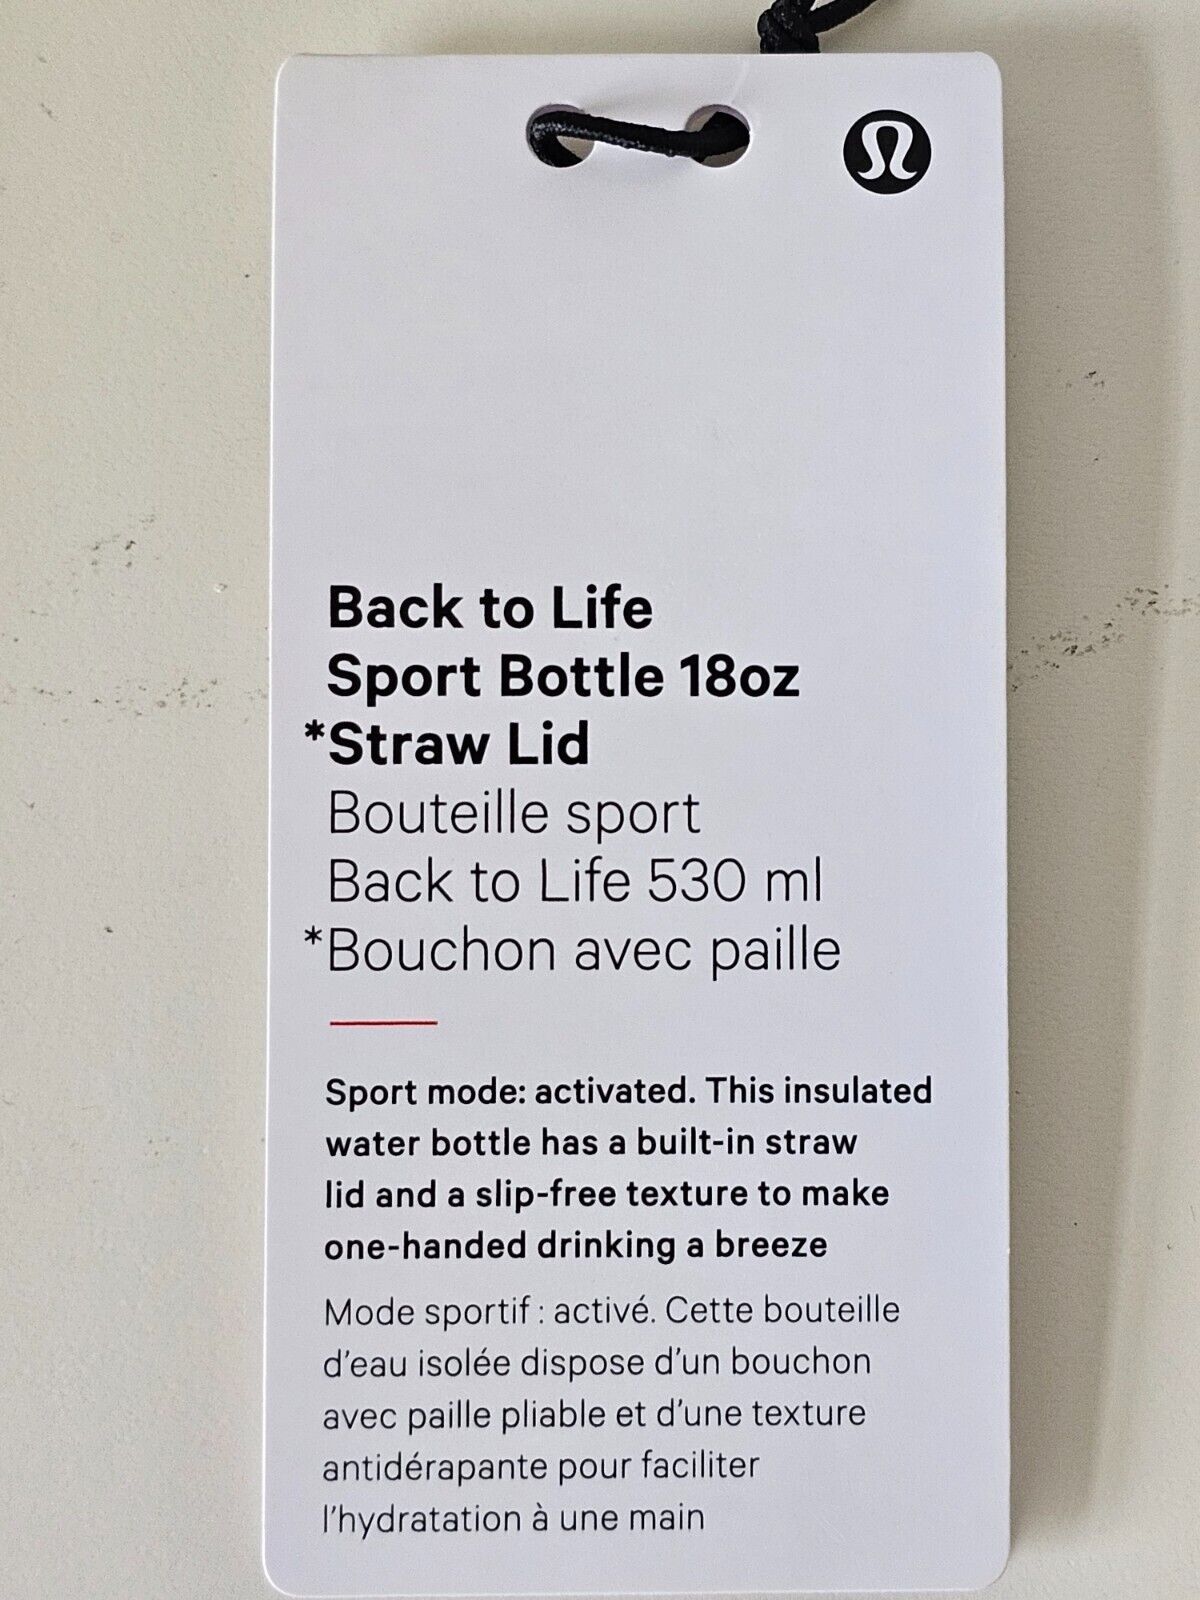 Back to Life
Sport Bottle 18oz
*Straw Lid
Bouteille sport
Back to Life 530 ml
*Bouchon avec paille
Sport mode: activated. This insulated
water bottle has a built-in straw
lid and a slip-free texture to make
one-handed drinking a breeze
Mode sportif : activé. Cette bouteille
d'eau isolée dispose d'un bouchon
avec paille pliable et d'une texture
antidérapante pour faciliter
l'hydratation à une main